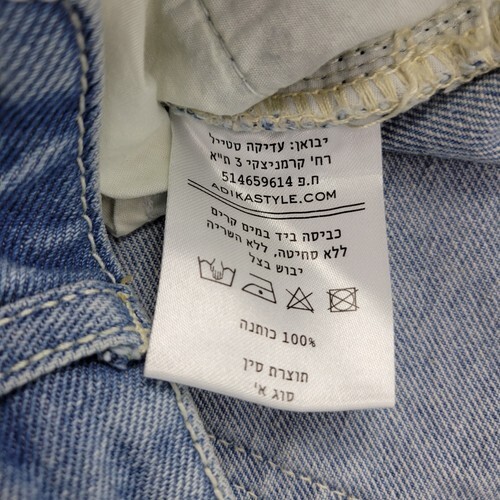 יבואן: עדיקה סטייל
רח' קרמניצקי 3 ת"א
ח.פ 514659614
ADIKASTYLE.COM
כביסה ביד במים קרים
ללא סחיטה, ללא השריה
יבוש בצל
100% כותנה
תוצרת סין
סוג א'